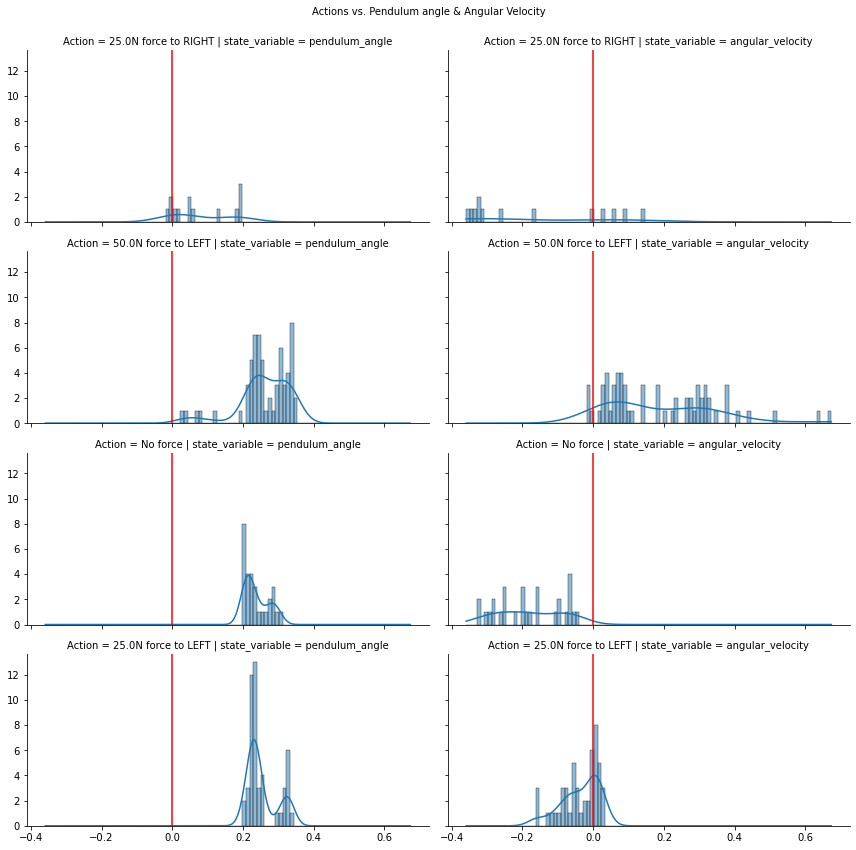 Actions vs. Pendulum angle & Angular Velocity
Action = 25.0N force to RIGHT | state_variable = pendulum_angle
Action = 25.0N force to RIGHT | state_variable = angular_velocity
12
10
8
6
4
2
0
Action = 50.0N force to LEFT | state_variable = pendulum_angle
Action = 50.0N force to LEFT | state_variable = angular_velocity
12
10
8
6
4
2
0
Action = No force | state_variable = pendulum_angle
Action = No force | state_variable = angular_velocity
12
10
8
6
4
2
0
Action = 25.0N force to LEFT | state_variable = pendulum_angle
Action = 25.0N force to LEFT | state_variable = angular_velocity
12
10
8
6
4
2
0
−0.4 −0.2 0.0 0.2 0.4 0.6
−0.4 −0.2 0.0 0.2 0.4 0.6